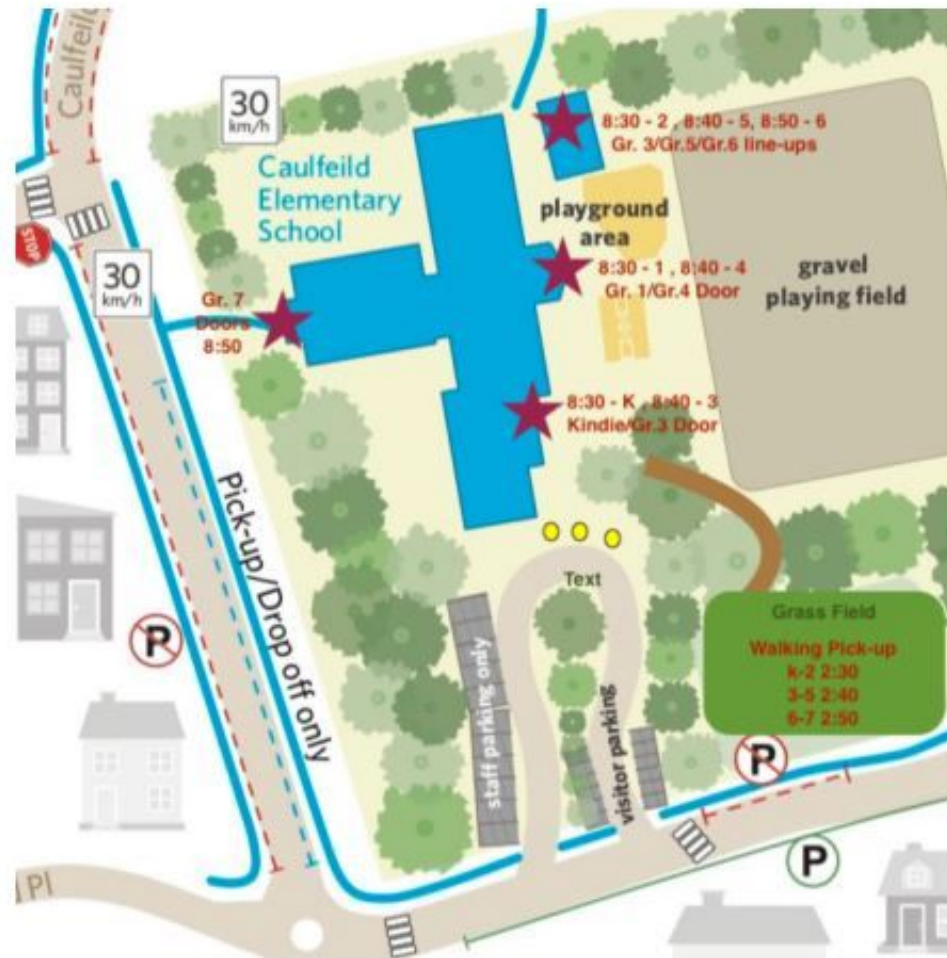 Caulfeild
30
km/h
8:30 - 2 , 8:40 - 5, 8:50 - 6
Gr. 3/Gr.5/Gr.6 line-ups
Caulfeild
Elementary
School
playground
area
STOP
30
km/h
8:30 - 1 , 8:40 - 4
Gr. 1/Gr.4 Door
gravel
playing field
Gr. 7
Doors
8:50
8:30 - K , 8:40 - 3
Kindie/Gr.3 Door
Pick-up/Drop off only
Text
P
staff parking only
visitor parking
Grass Field
Walking Pick-up
k-2 2:30
3-5 2:40
6-7 2:50
P
P
Pl